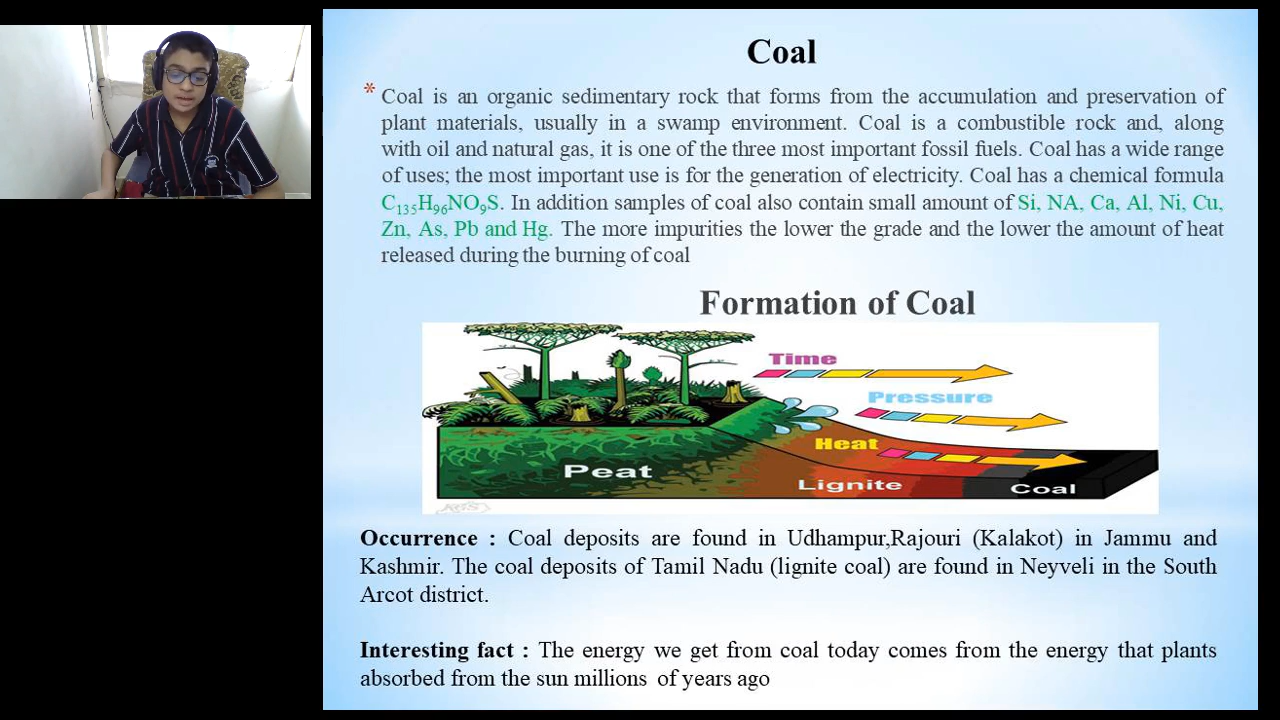 Coal
* Coal is an organic sedimentary rock that forms from the accumulation and preservation of
plant materials, usually in a swamp environment. Coal is a combustible rock and, along
with oil and natural gas, it is one of the three most important fossil fuels. Coal has a wide range
of uses; the most important use is for the generation of electricity. Coal has a chemical formula
C₁₃₅H₉₆NO₉S. In addition samples of coal also contain small amount of Si, NA, Ca, Al, Ni, Cu,
Zn, As, Pb and Hg. The more impurities the lower the grade and the lower the amount of heat
released during the burning of coal
Formation of Coal
Time
Pressure
Heat
Peat
Lignite
Coal
Occurrence : Coal deposits are found in Udhampur,Rajouri (Kalakot) in Jammu and
Kashmir. The coal deposits of Tamil Nadu (lignite coal) are found in Neyveli in the South
Arcot district.
Interesting fact : The energy we get from coal today comes from the energy that plants
absorbed from the sun millions of years ago